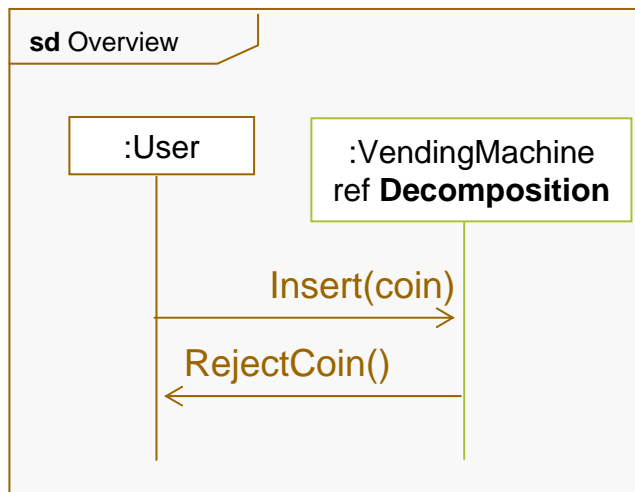 sd Overview
:User
:VendingMachine
ref Decomposition
Insert(coin)
RejectCoin()